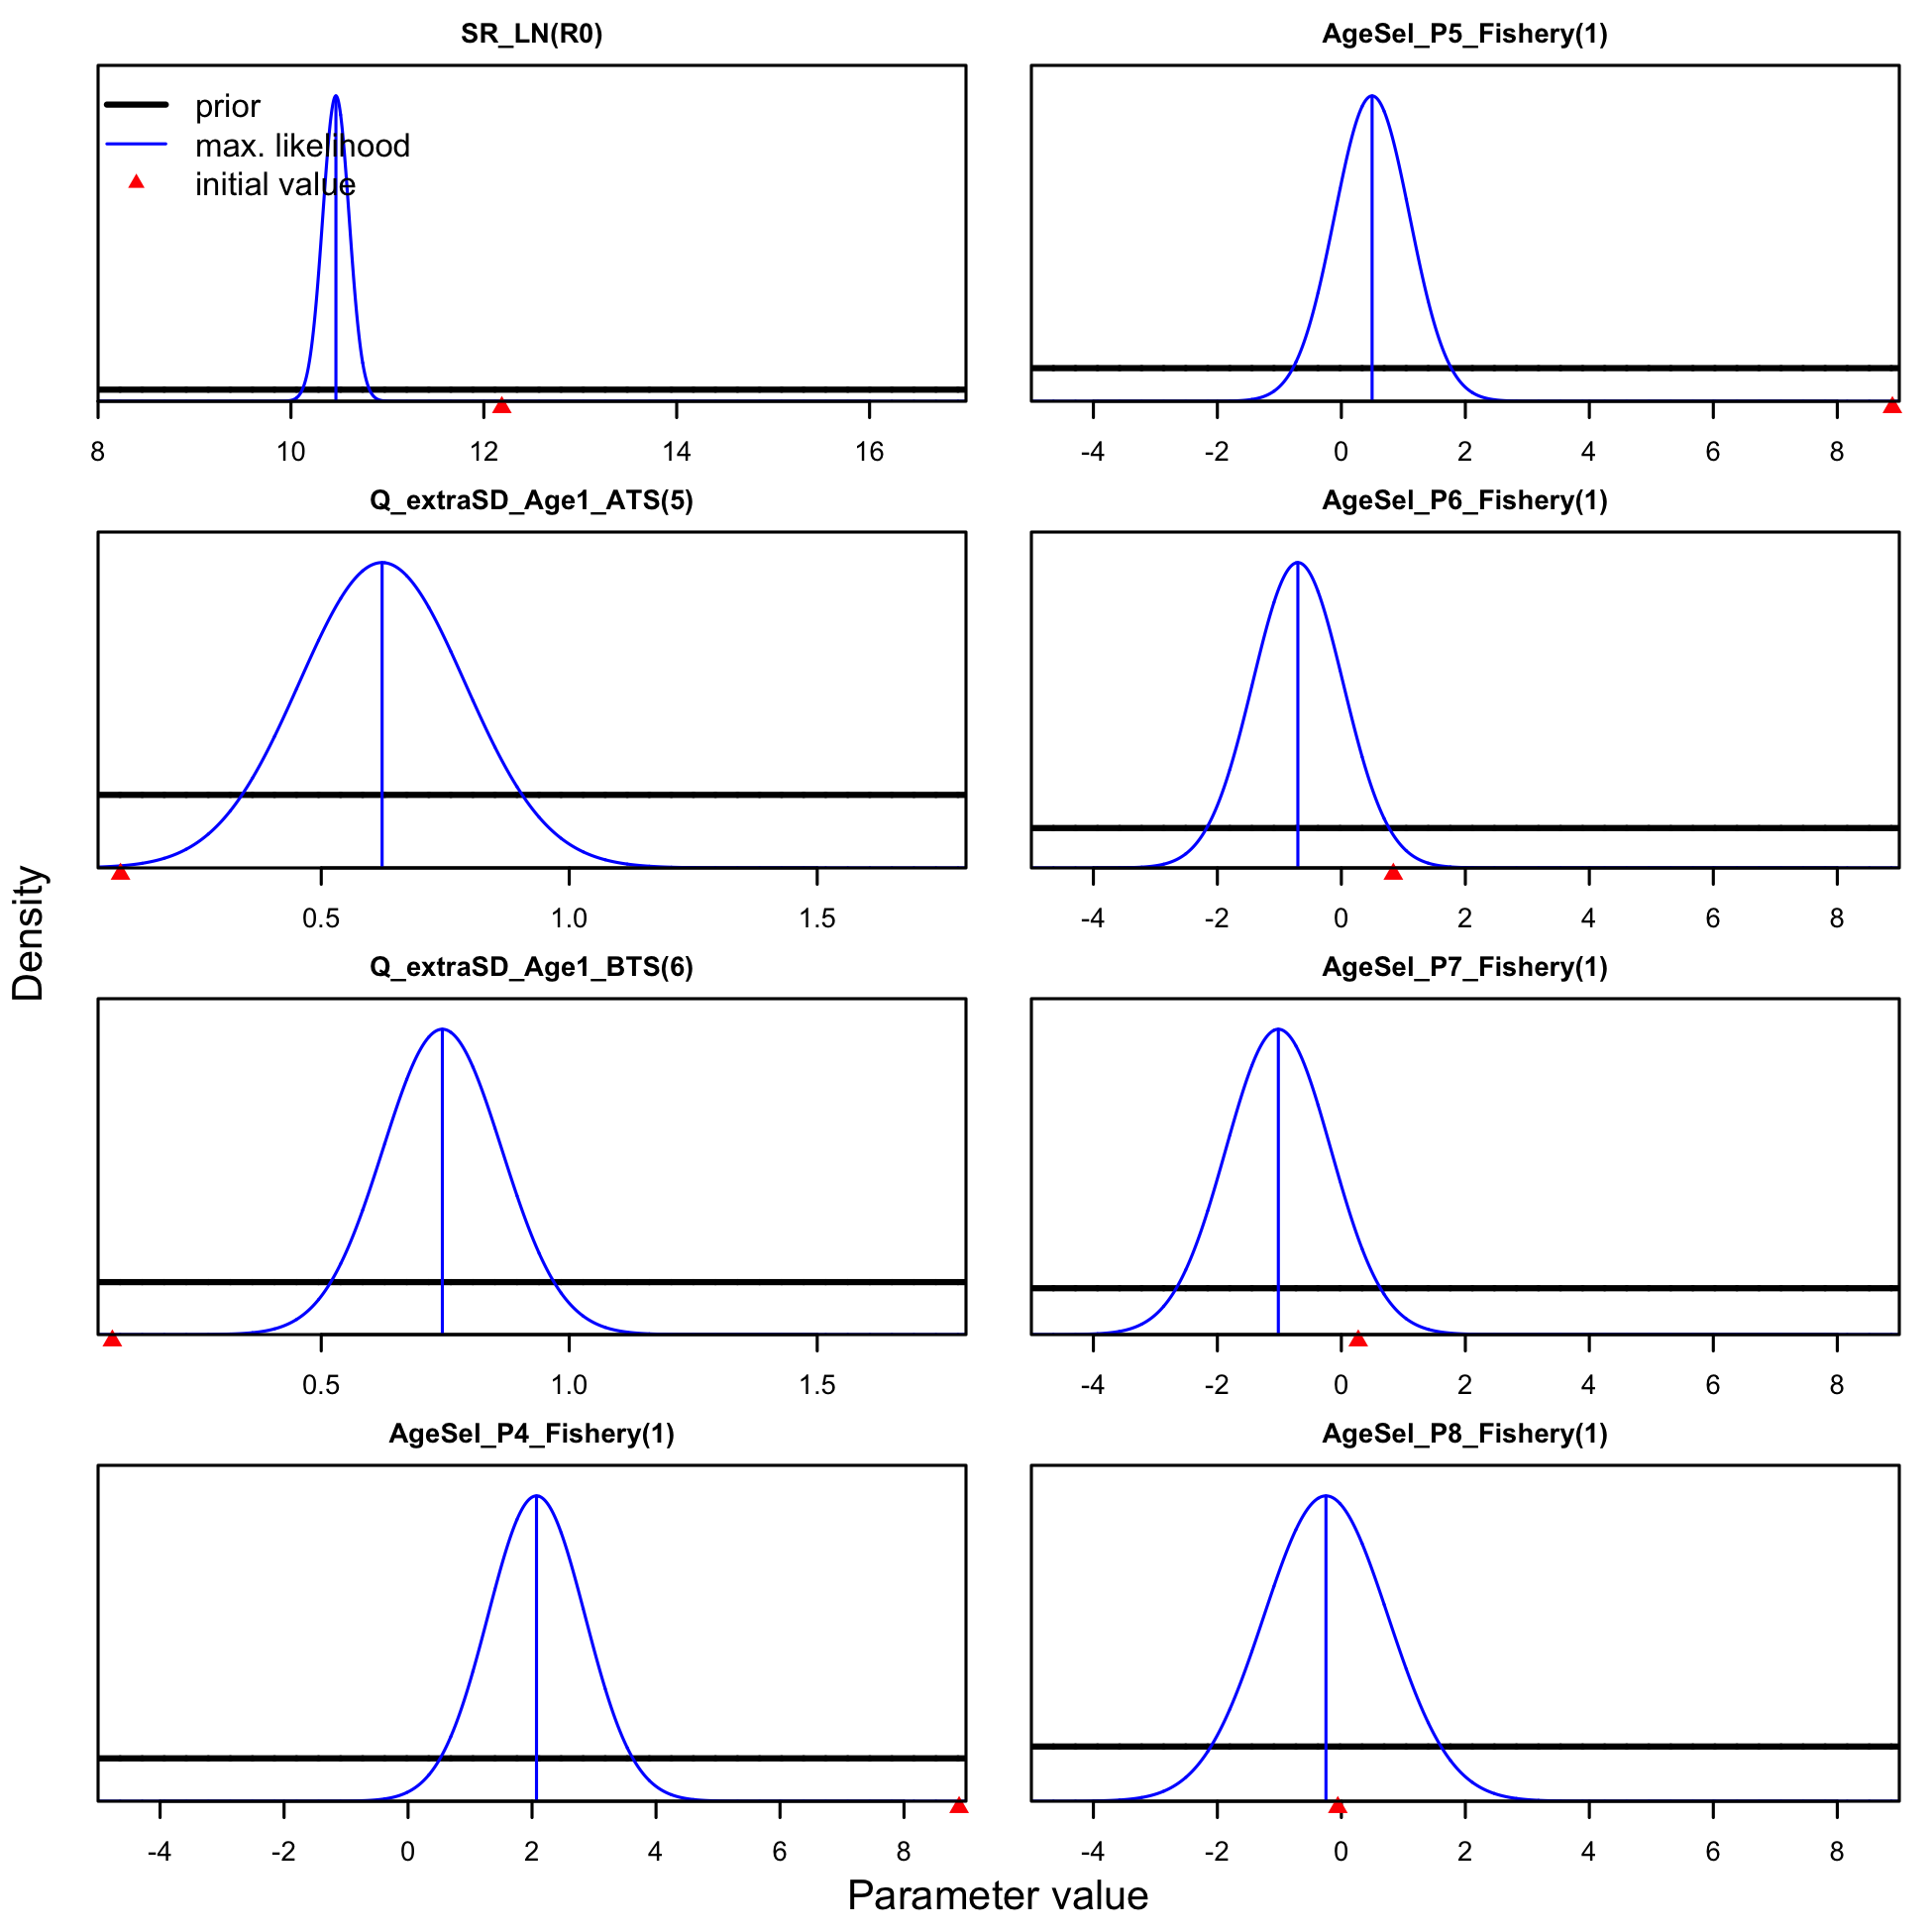 SR_LN(R0)
prior
max. likelihood
initial value
8 10 12 14 16
AgeSel_P5_Fishery(1)
-4 -2 0 2 4 6 8
Q_extraSD_Age1_ATS(5)
0.5 1.0 1.5
AgeSel_P6_Fishery(1)
-4 -2 0 2 4 6 8
Q_extraSD_Age1_BTS(6)
0.5 1.0 1.5
AgeSel_P7_Fishery(1)
-4 -2 0 2 4 6 8
AgeSel_P4_Fishery(1)
-4 -2 0 2 4 6 8
AgeSel_P8_Fishery(1)
-4 -2 0 2 4 6 8
Density
Parameter value